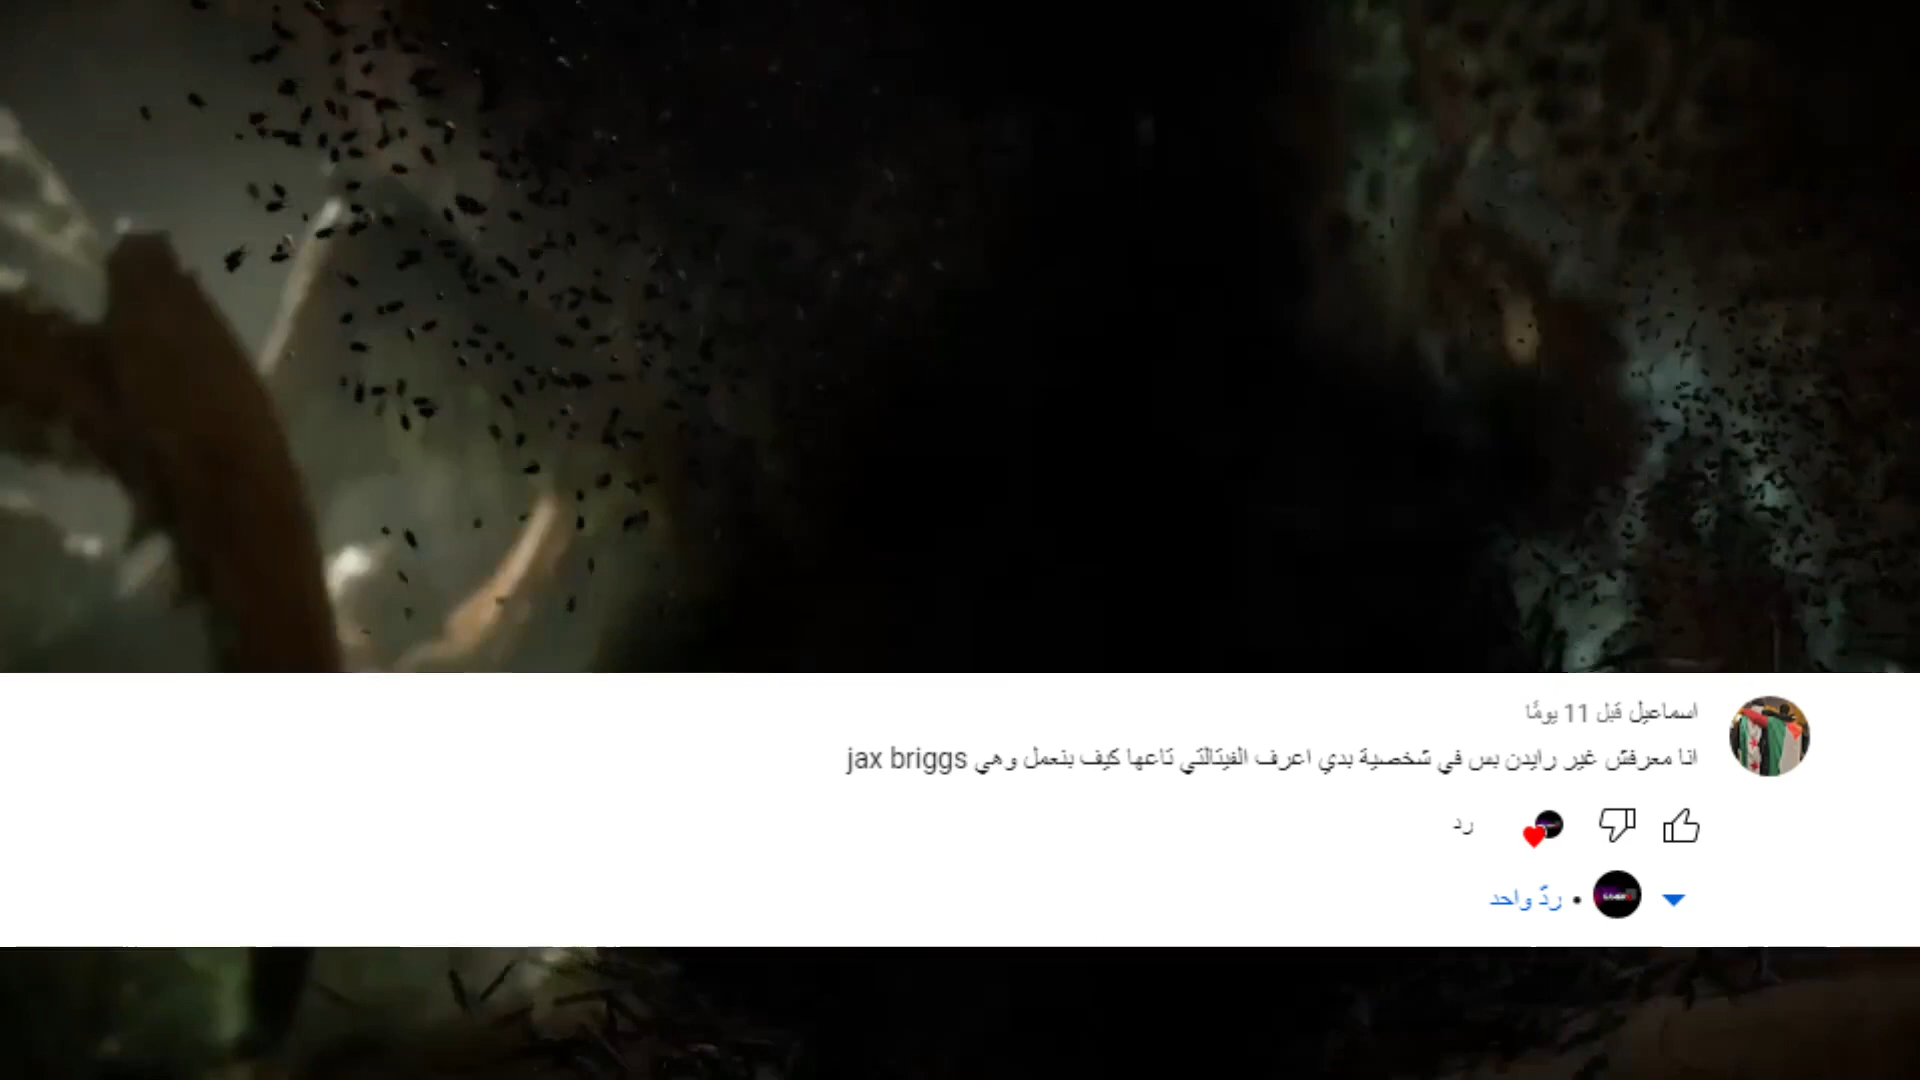 اسماعيل قبل 11 يومًا
انا معرفش غير رايدن بس في شخصية بدي اعرف الفيتالتي تاعها كيف بتعمل وهي jax briggs
رد
ردّ واحد